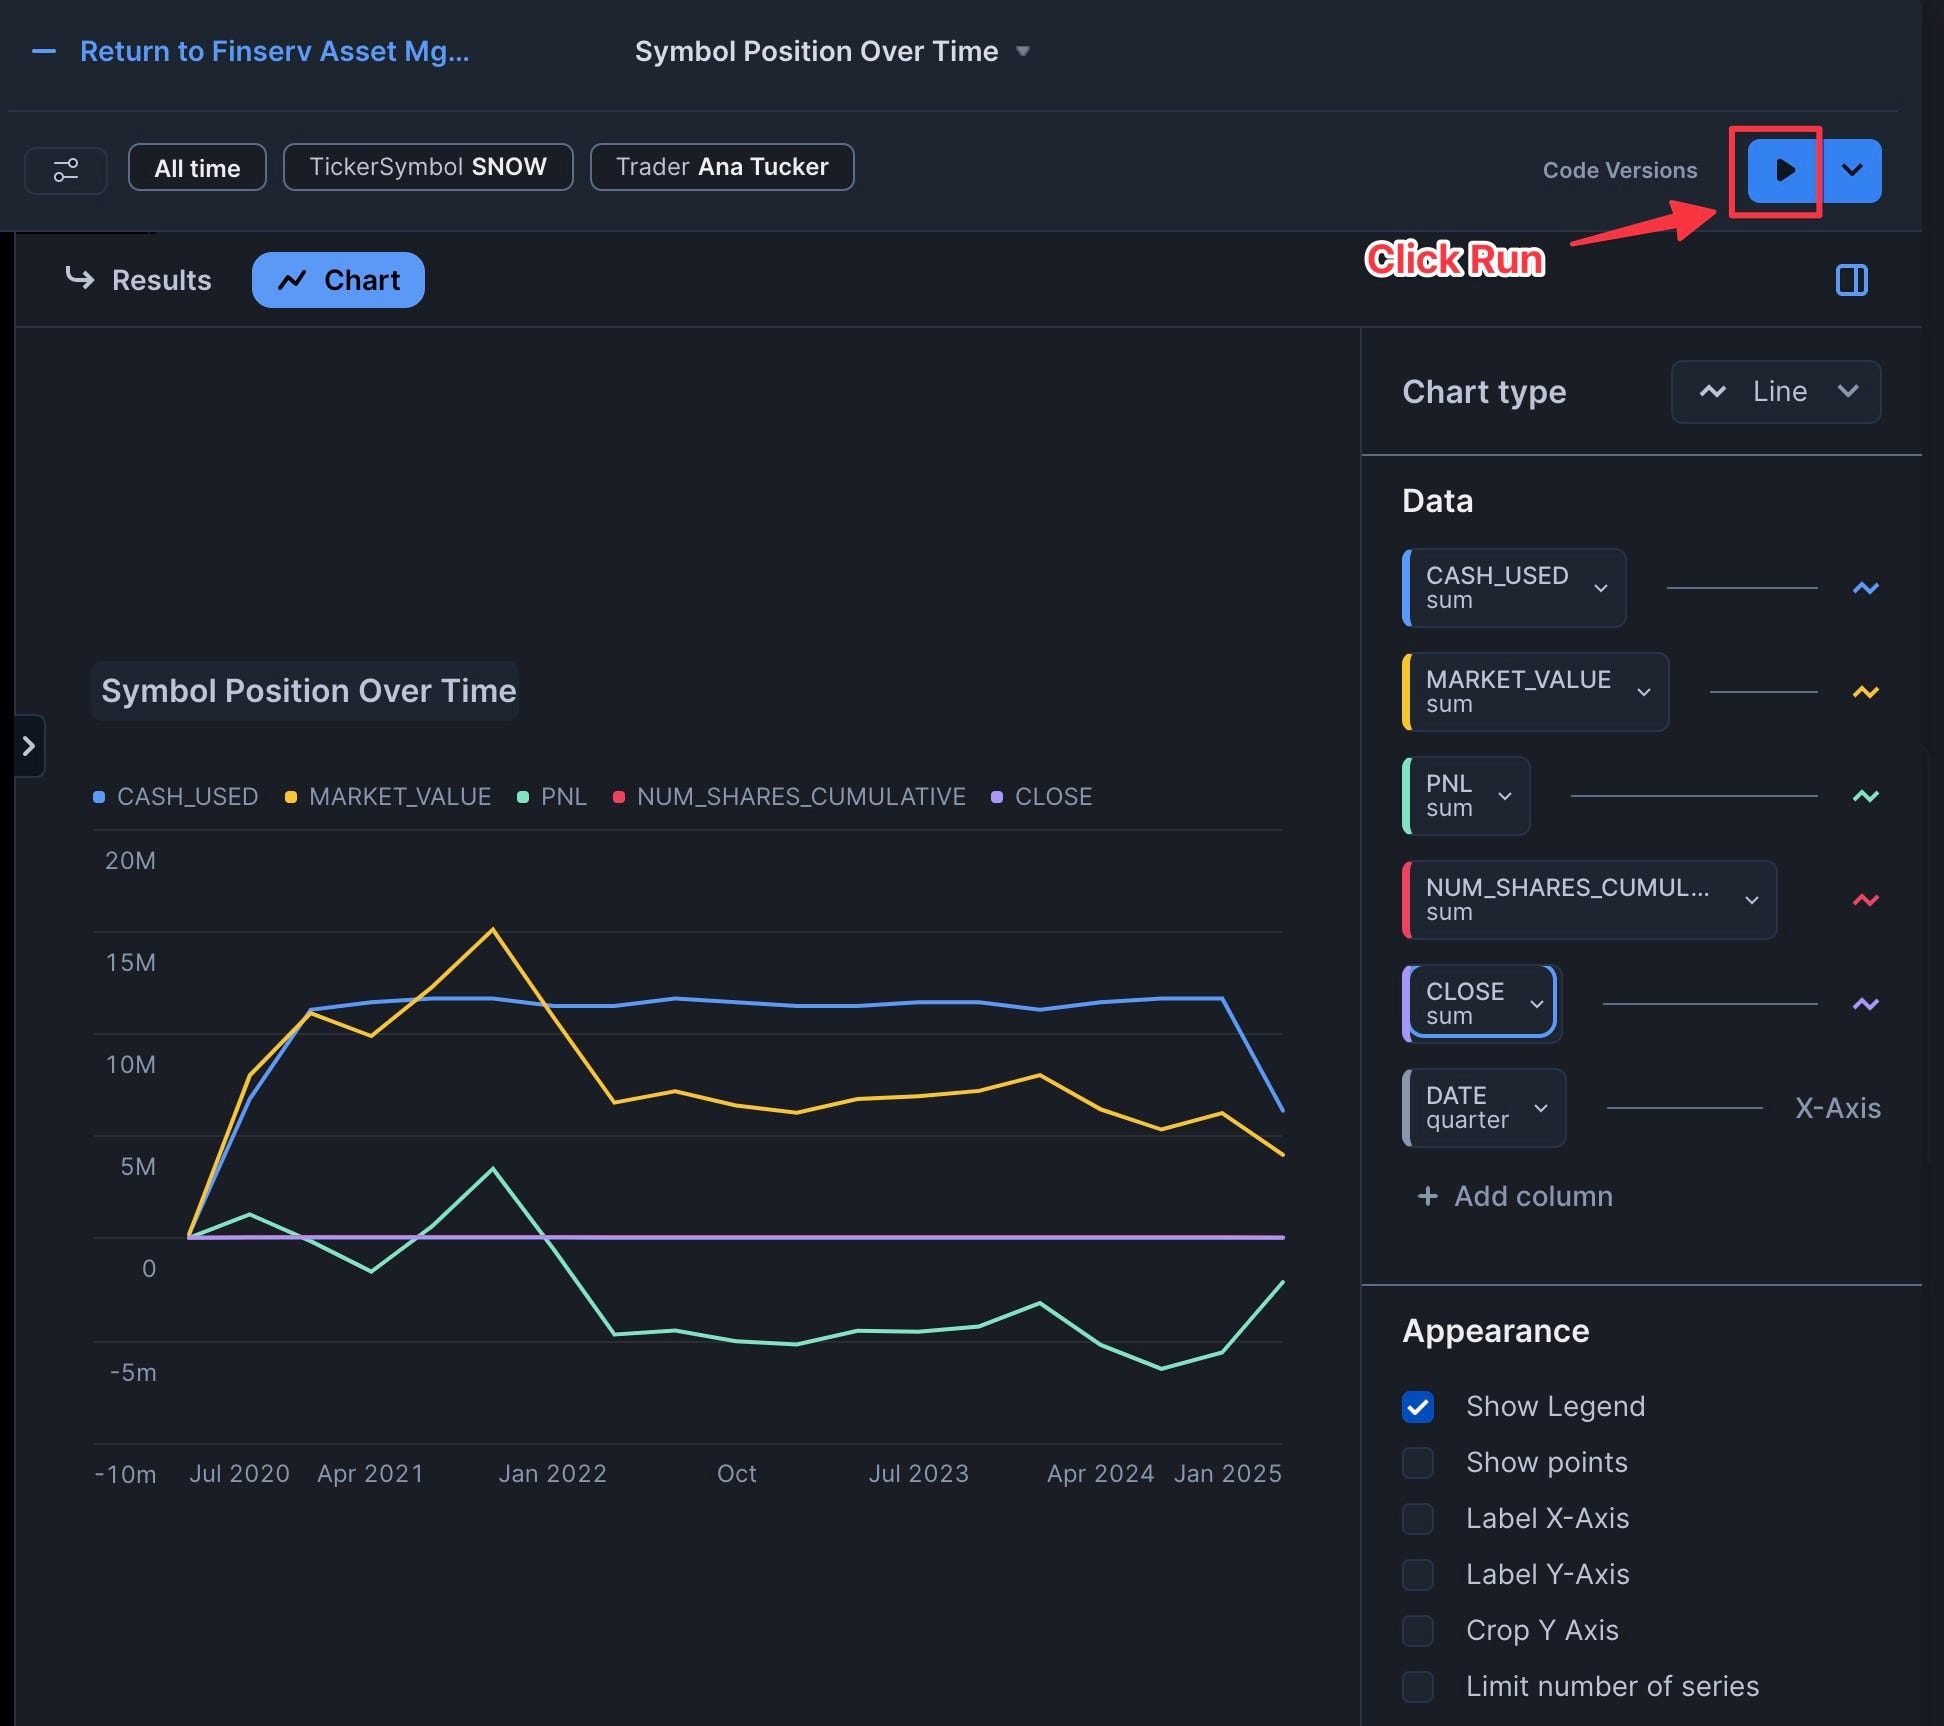 Return to Finserv Asset Mg...
Symbol Position Over Time
All time
TickerSymbol SNOW
Trader Ana Tucker
Code Versions
Click Run
Results
Chart
Chart type
Line
Data
CASH_USED
sum
MARKET_VALUE
sum
PNL
sum
NUM_SHARES_CUMUL...
sum
CLOSE
sum
DATE
quarter
X-Axis
+ Add column
Symbol Position Over Time
CASH_USED
MARKET_VALUE
PNL
NUM_SHARES_CUMULATIVE
CLOSE
20M
15M
10M
5M
0
-5m
-10m
Jul 2020
Apr 2021
Jan 2022
Oct
Jul 2023
Apr 2024
Jan 2025
Appearance
Show Legend
Show points
Label X-Axis
Label Y-Axis
Crop Y Axis
Limit number of series